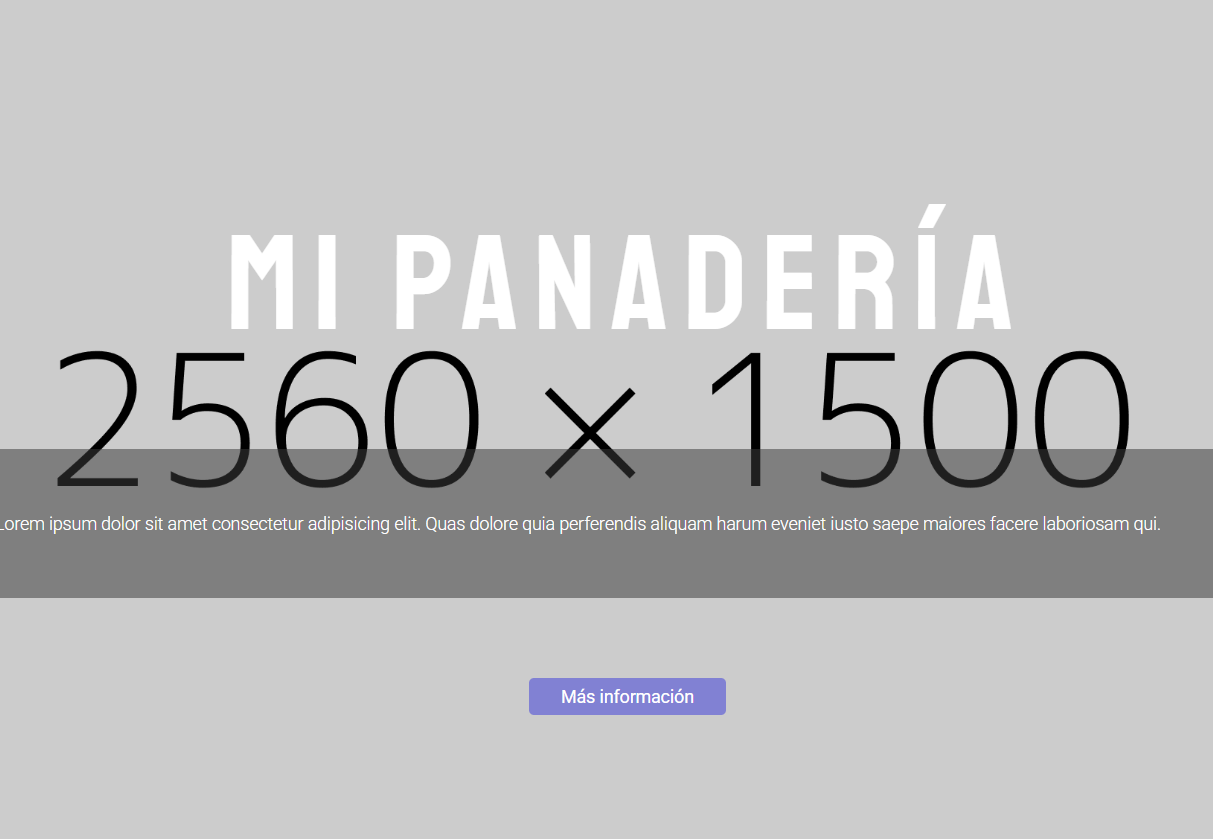 MI PANADERÍA
2560 × 1500
Lorem ipsum dolor sit amet consectetur adipisicing elit. Quas dolore quia perferendis aliquam harum eveniet iusto saepe maiores facere laboriosam qui.
Más información